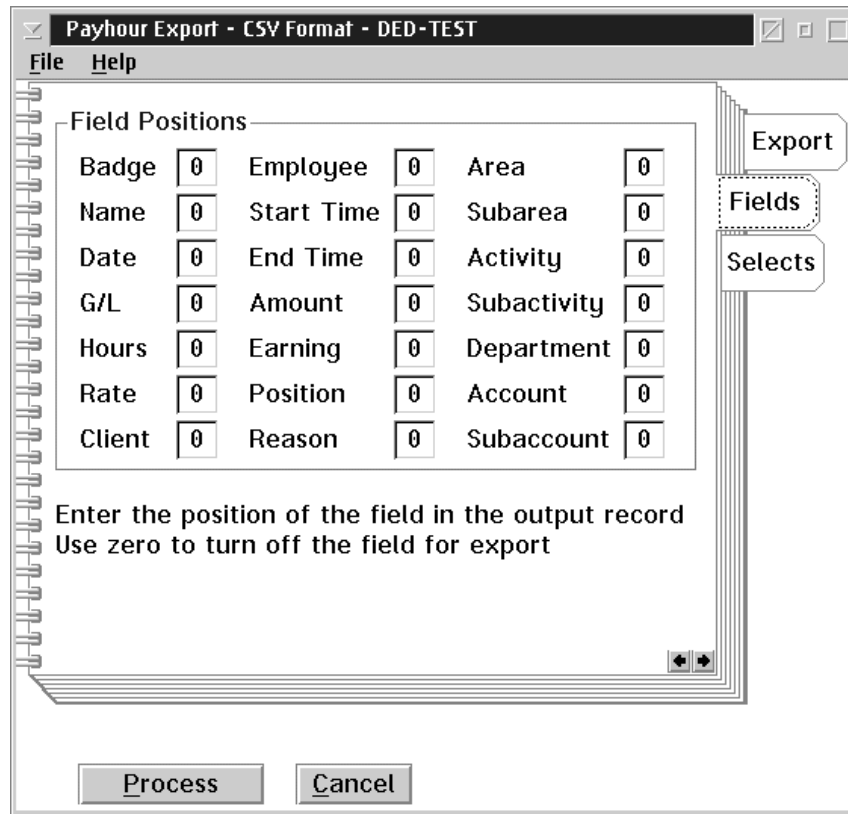 Payhour Export - CSV Format - DED-TEST
File Help
Field Positions
Badge 0 Employee 0 Area 0
Name 0 Start Time 0 Subarea 0
Date 0 End Time 0 Activity 0
G/L 0 Amount 0 Subactivity 0
Hours 0 Earning 0 Department 0
Rate 0 Position 0 Account 0
Client 0 Reason 0 Subaccount 0
Enter the position of the field in the output record
Use zero to turn off the field for export
Export
Fields
Selects
Process Cancel